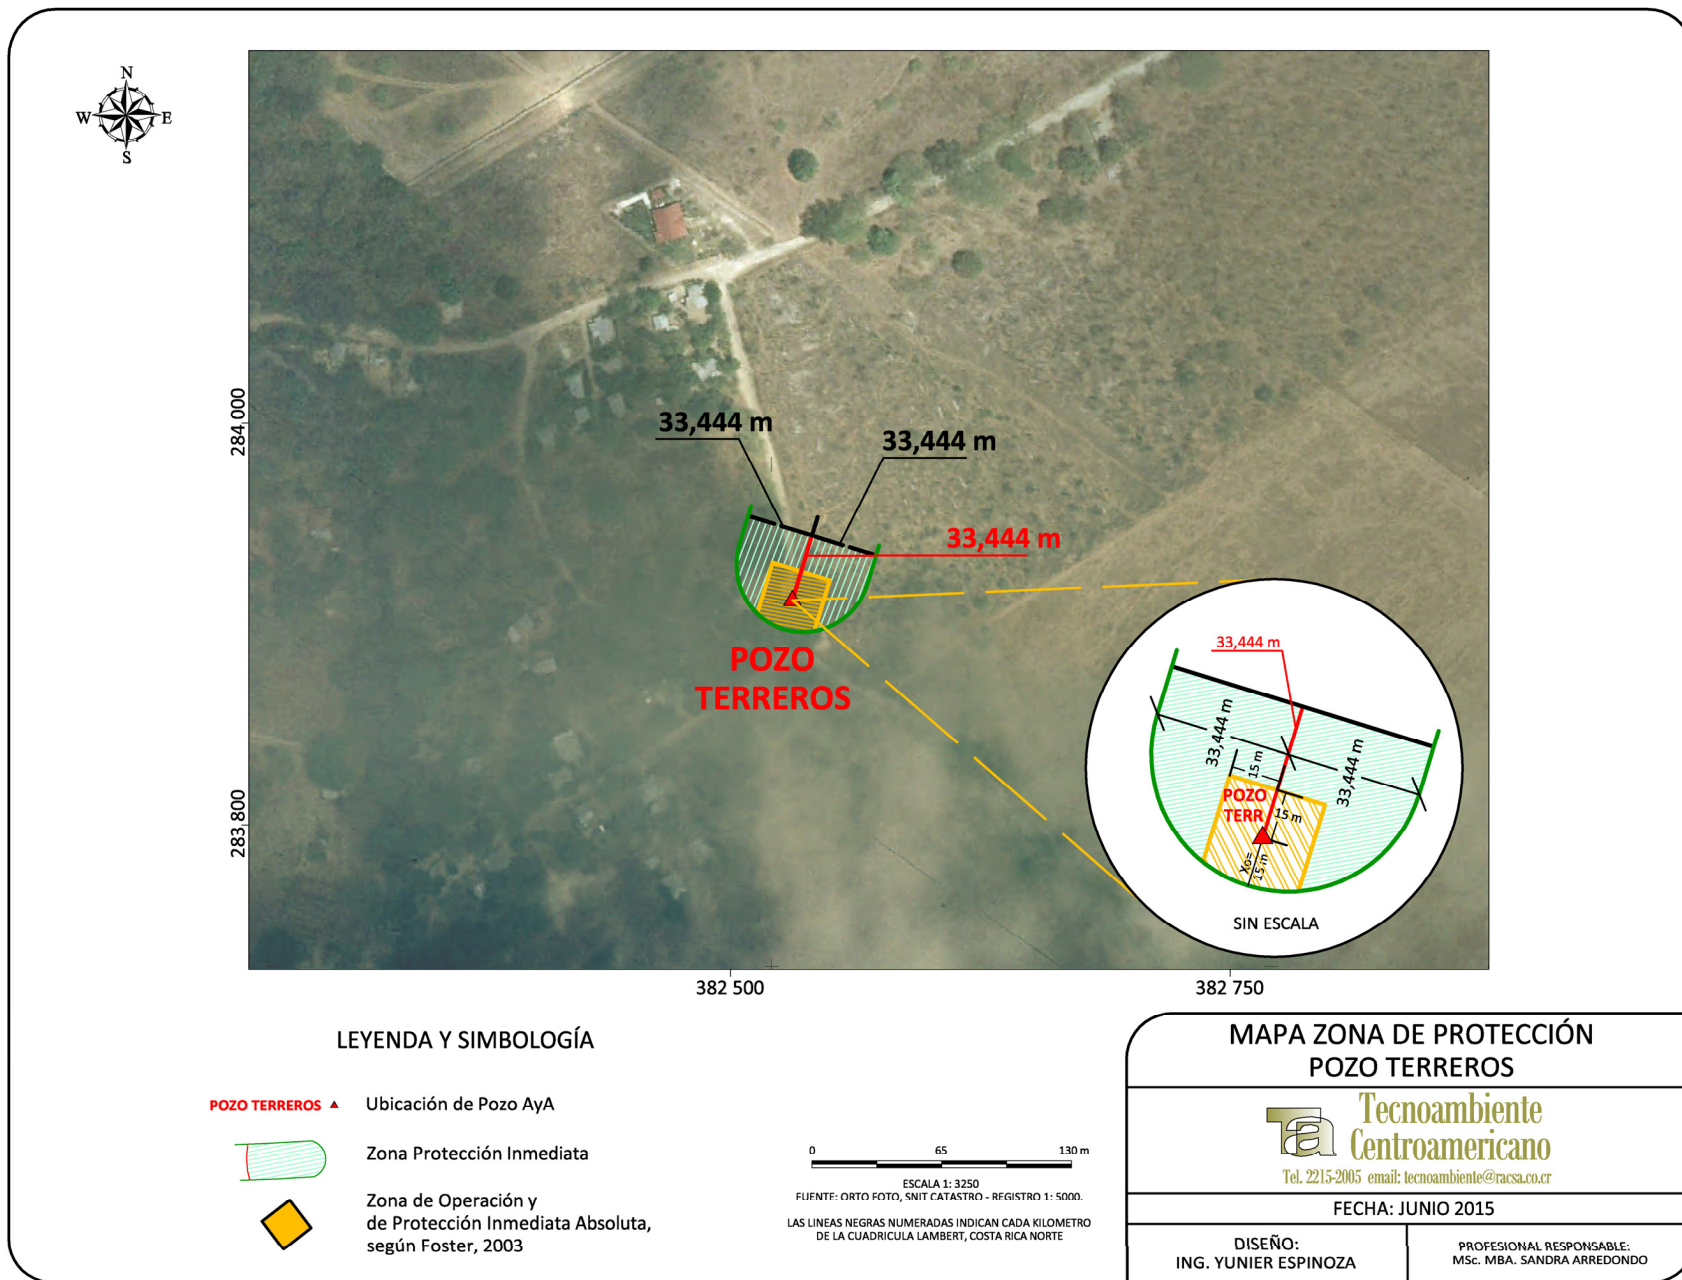 N
W E
S
284 000
283 800
33,444 m
33,444 m
33,444 m
POZO
TERREROS
33,444 m
33,444 m
33,444 m
15 m
POZO
TERR
15 m
Xo=
15 m
SIN ESCALA
382 500
382 750
LEYENDA Y SIMBOLOGÍA
POZO TERREROS
Ubicación de Pozo AyA
Zona Protección Inmediata
Zona de Operación y
de Protección Inmediata Absoluta,
según Foster, 2003
0 65 130 m
ESCALA 1: 3250
FUENTE: ORTO FOTO, SNIT CATASTRO - REGISTRO 1: 5000.
LAS LINEAS NEGRAS NUMERADAS INDICAN CADA KILOMETRO
DE LA CUADRICULA LAMBERT, COSTA RICA NORTE
MAPA ZONA DE PROTECCIÓN
POZO TERREROS
Ta
Tecnoambiente
Centroamericano
Tel. 2215-2005 email: tecnoambiente@racsa.co.cr
FECHA: JUNIO 2015
DISEÑO:
ING. YUNIER ESPINOZA
PROFESIONAL RESPONSABLE:
MSc. MBA. SANDRA ARREDONDO